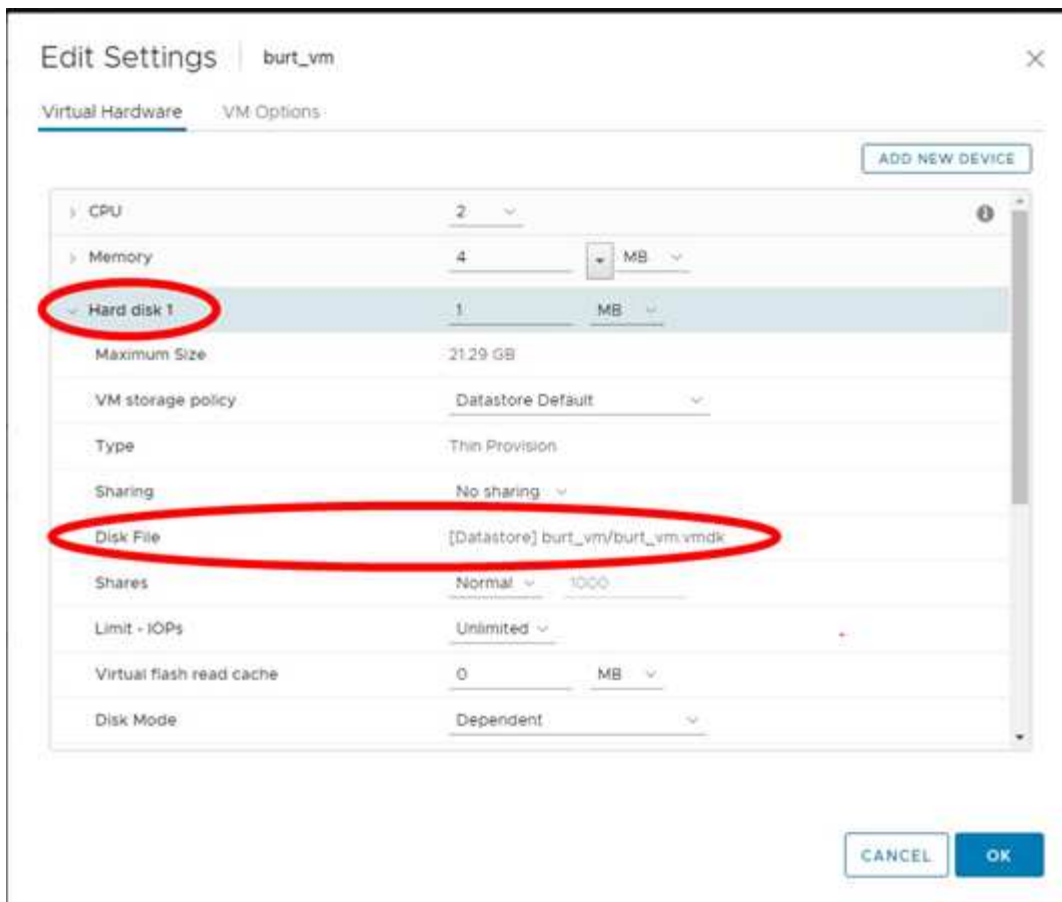 Edit Settings burt_vm
Virtual Hardware VM Options
ADD NEW DEVICE
CPU 2
Memory 4 MB
Hard disk 1 1 MB
Maximum Size 21.29 GB
VM storage policy Datastore Default
Type Thin Provision
Sharing No sharing
Disk File [Datastore] burt_vm/burt_vm.vmdk
Shares Normal 1000
Limit - IOPs Unlimited
Virtual flash read cache 0 MB
Disk Mode Dependent
CANCEL OK